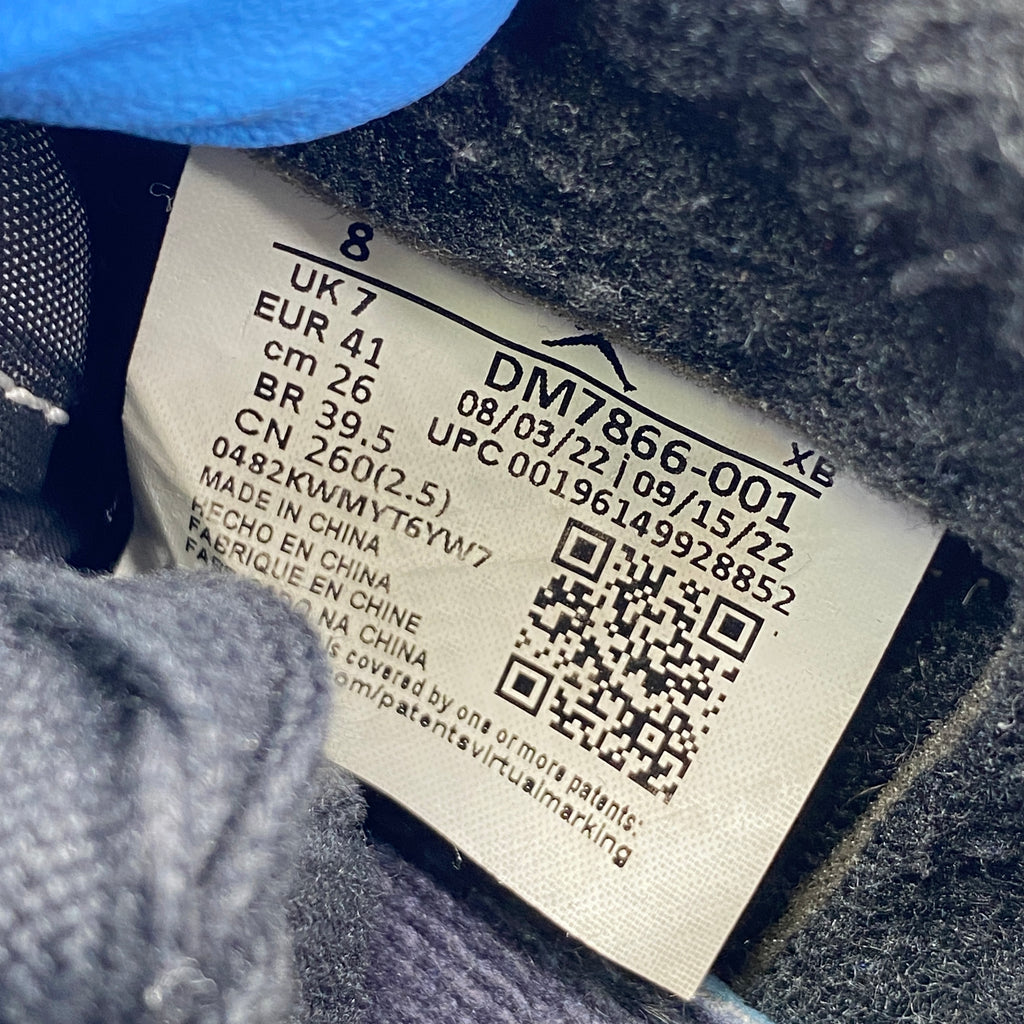 8
XB
UK 7
EUR 41
cm 26
BR 39.5
CN 260(2.5)
0482KWMYT6YW7
MADE IN CHINA
HECHO EN CHINA
FABRIQUE EN CHINE
NA CHINA
is covered by one or more patents.
om/patentsvirtualmarking
DM7866-001
08/03/22 | 09/15/22
UPC 00196149928852